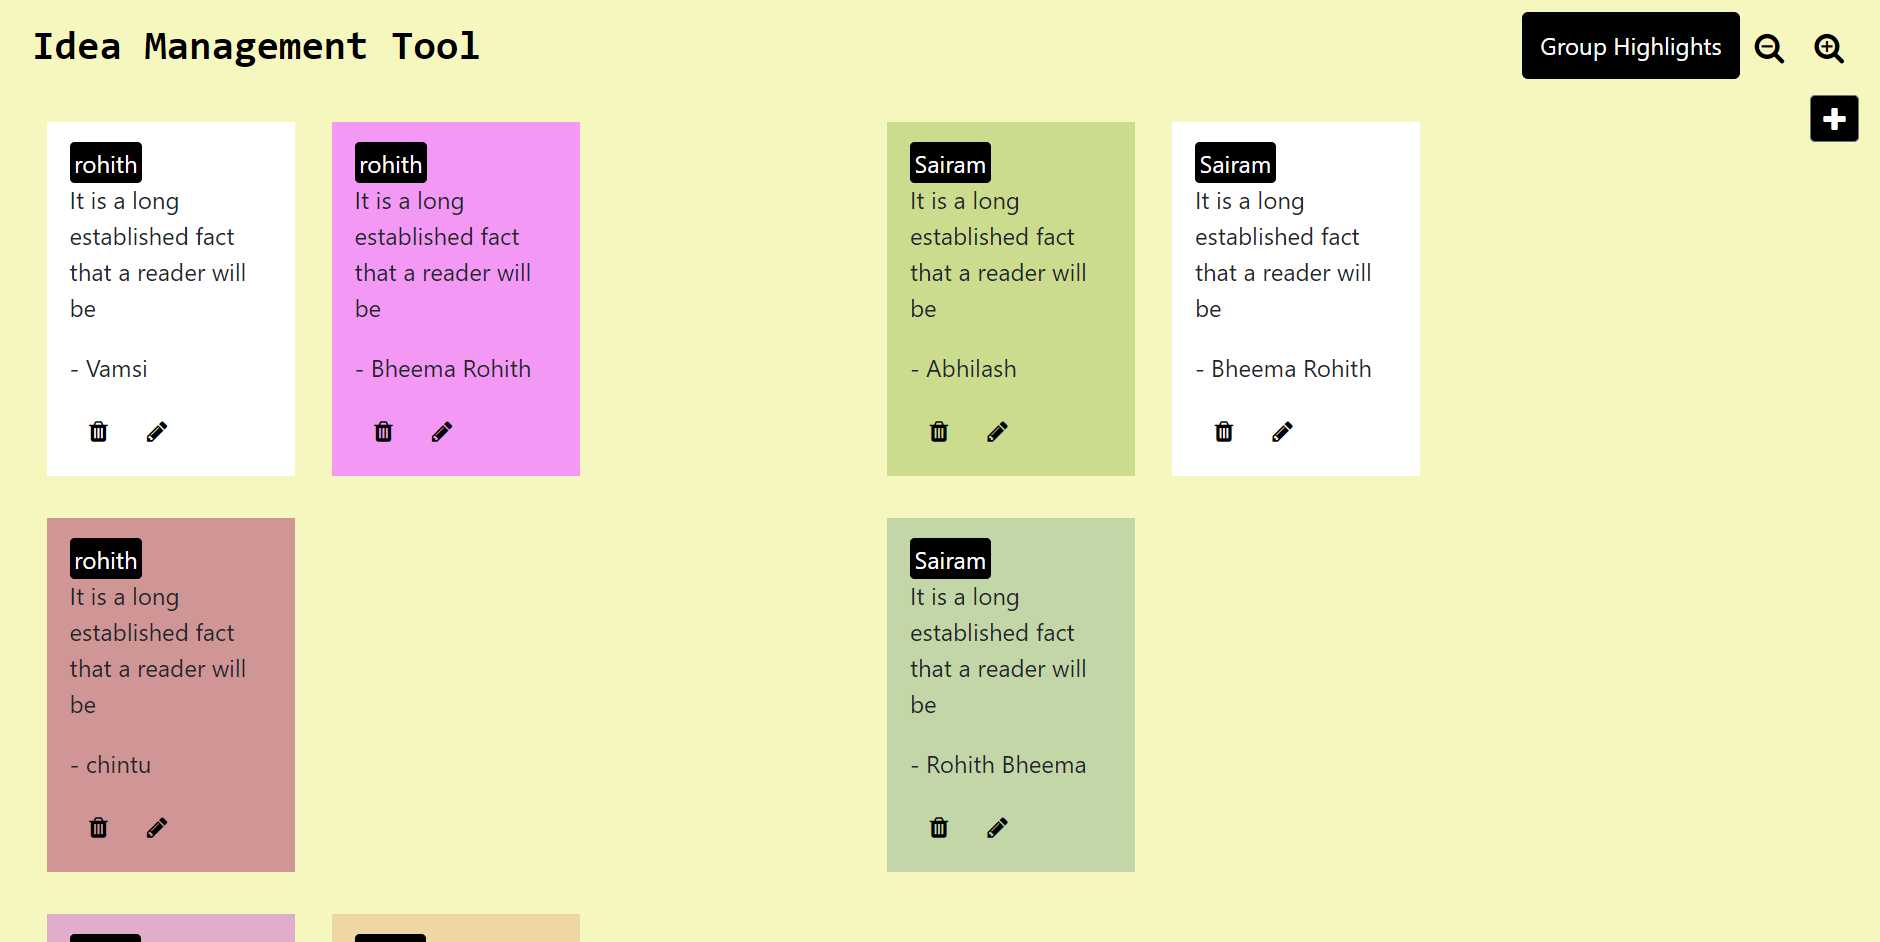 Idea Management Tool
Group Highlights
rohith
It is a long
established fact
that a reader will
be
- Vamsi
rohith
It is a long
established fact
that a reader will
be
- Bheema Rohith
Sairam
It is a long
established fact
that a reader will
be
- Abhilash
Sairam
It is a long
established fact
that a reader will
be
- Bheema Rohith
rohith
It is a long
established fact
that a reader will
be
- chintu
Sairam
It is a long
established fact
that a reader will
be
- Rohith Bheema